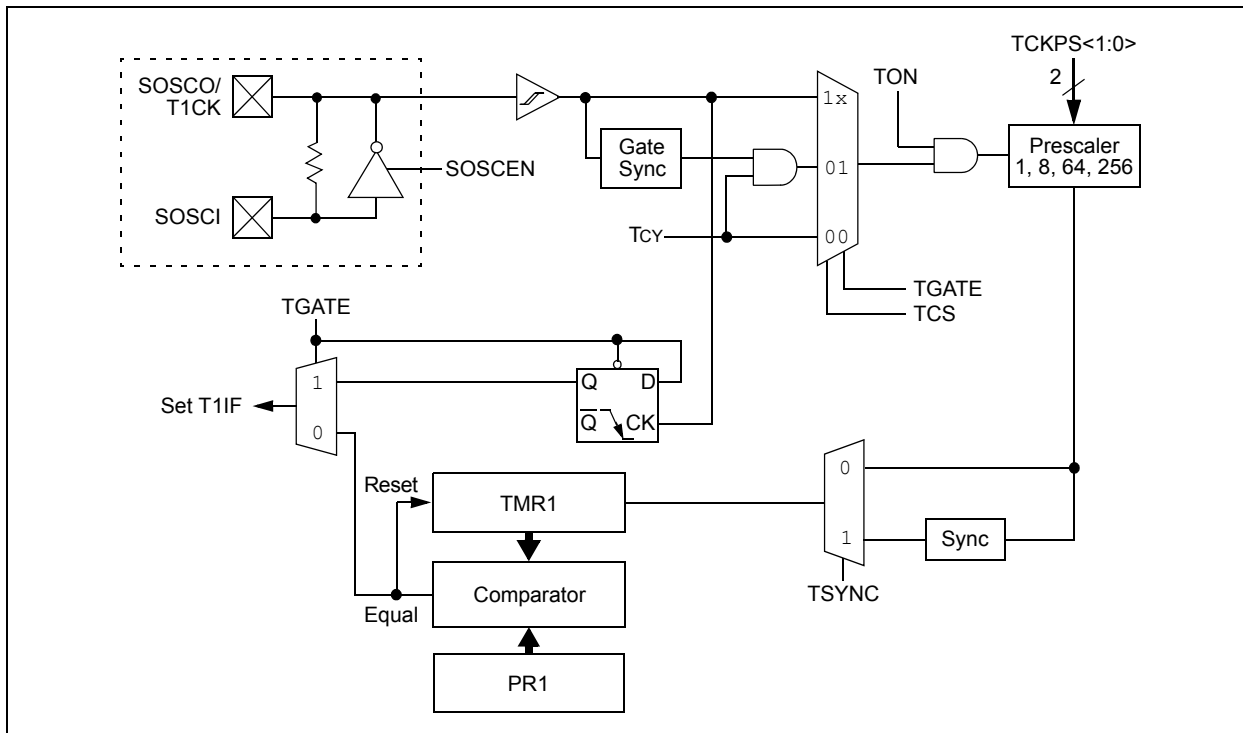 TCKPS<1:0>
2
TON
SOSCO/
T1CK
1x
Prescaler
1, 8, 64, 256
Gate
Sync
01
SOSCEN
SOSCI
TCY
00
TGATE
TCS
TGATE
1
Q
D
Set T1IF
Q
CK
0
Reset
TMR1
0
1
Sync
Equal
Comparator
TSYNC
PR1